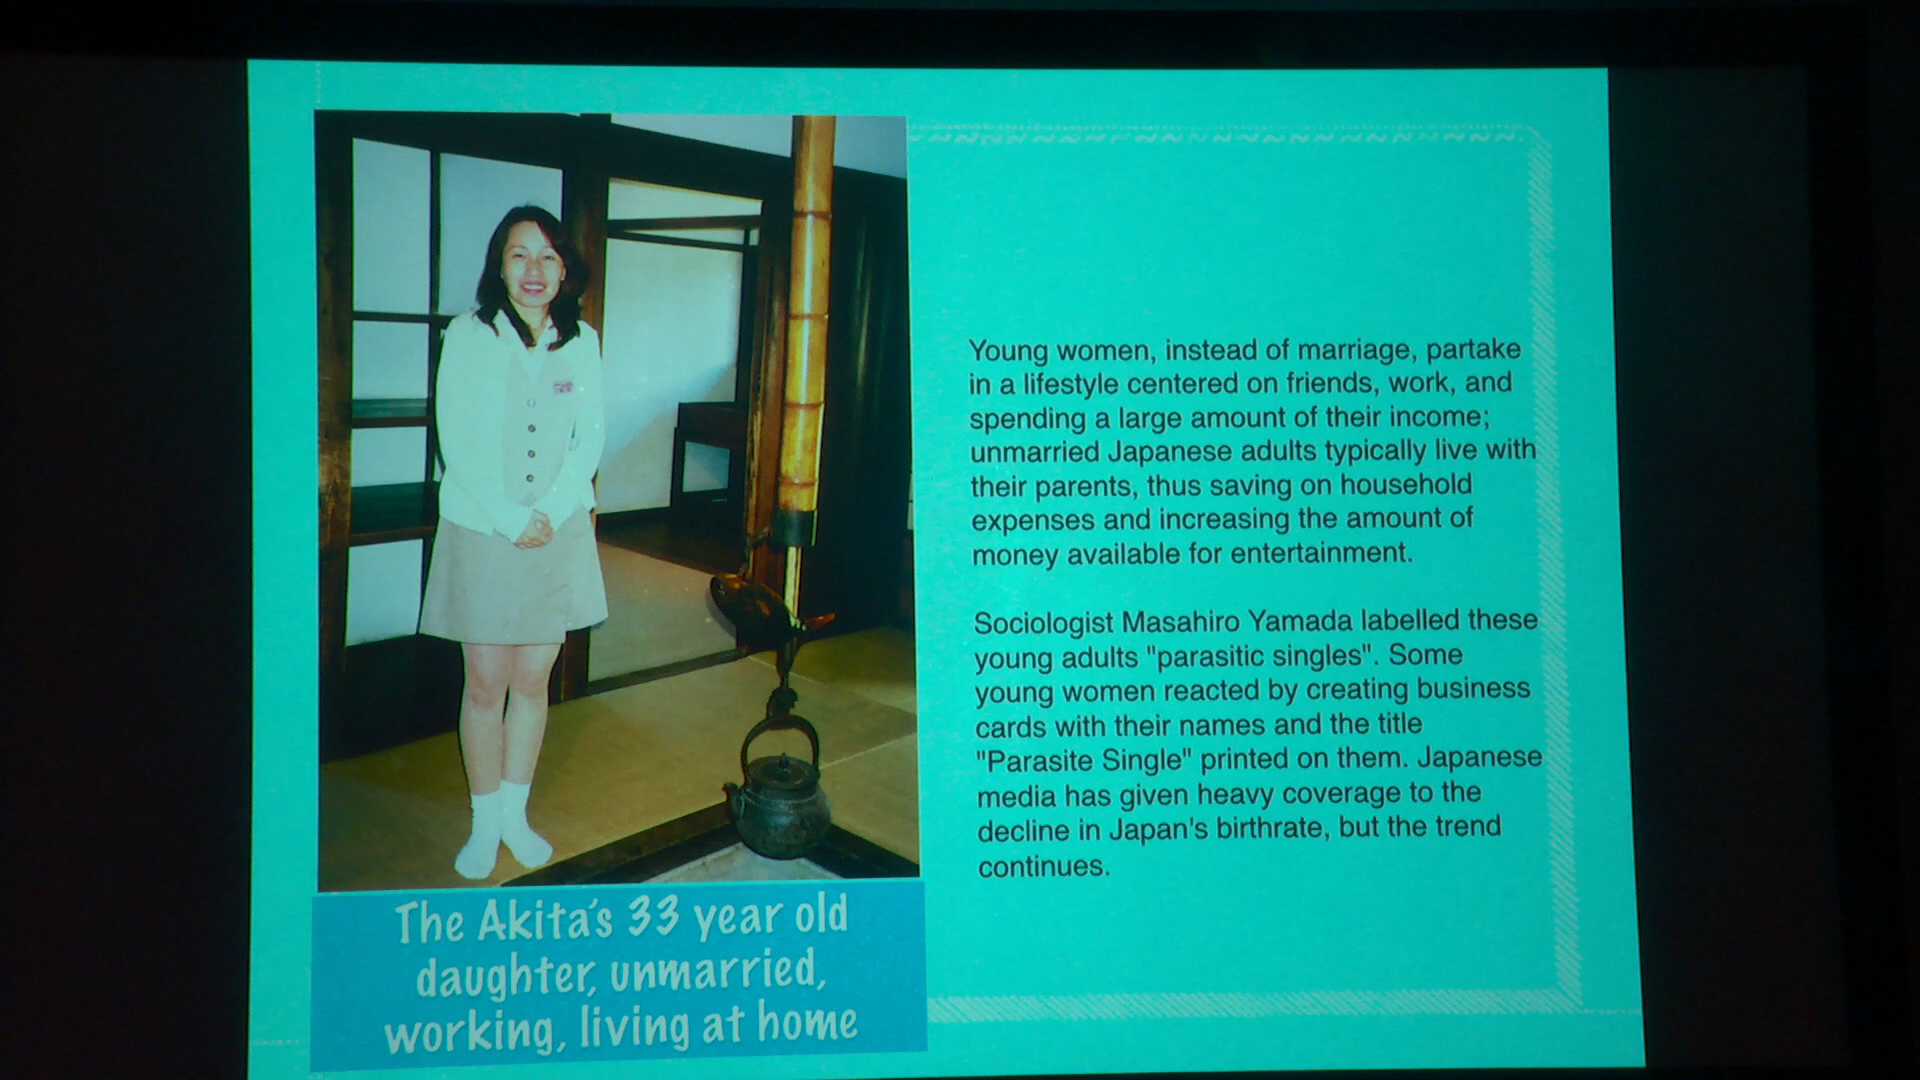 Young women, instead of marriage, partake
in a lifestyle centered on friends, work, and
spending a large amount of their income;
unmarried Japanese adults typically live with
their parents, thus saving on household
expenses and increasing the amount of
money available for entertainment.
Sociologist Masahiro Yamada labelled these
young adults "parasitic singles". Some
young women reacted by creating business
cards with their names and the title
"Parasite Single" printed on them. Japanese
media has given heavy coverage to the
decline in Japan's birthrate, but the trend
continues.
The Akita's 33 year old
daughter, unmarried,
working, living at home